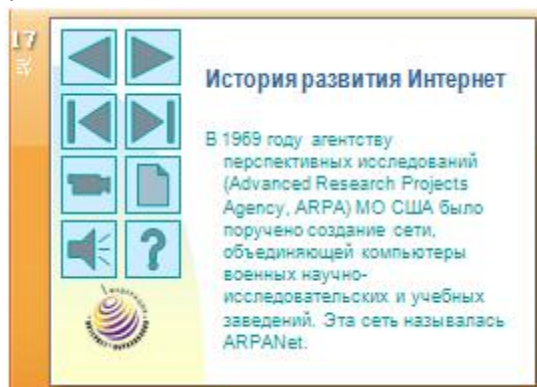 17
История развития Интернет
В 1969 году агентству
перспективных исследований
(Advanced Research Projects
Agency, ARPA) МО США было
поручено создание сети,
объединяющей компьютеры
военных научно-
исследовательских и учебных
заведений. Эта сеть называлась
ARPANet.
?